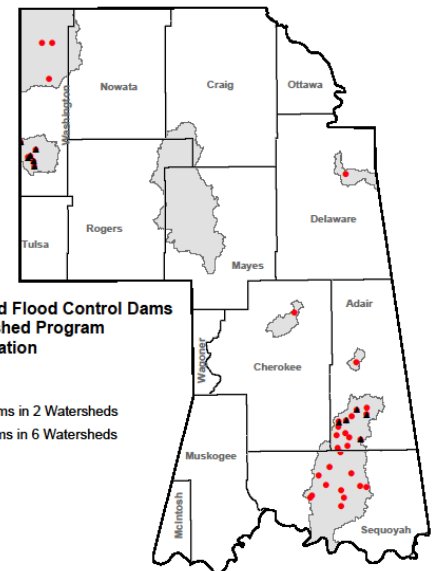 Nowata
Craig
Ottawa
Washington
Delaware
Tulsa
Rogers
Mayes
d Flood Control Dams
hed Program
ation
Adair
Wagoner
Cherokee
ms in 2 Watersheds
ms in 6 Watersheds
Muskogee
McIntosh
Sequoyah